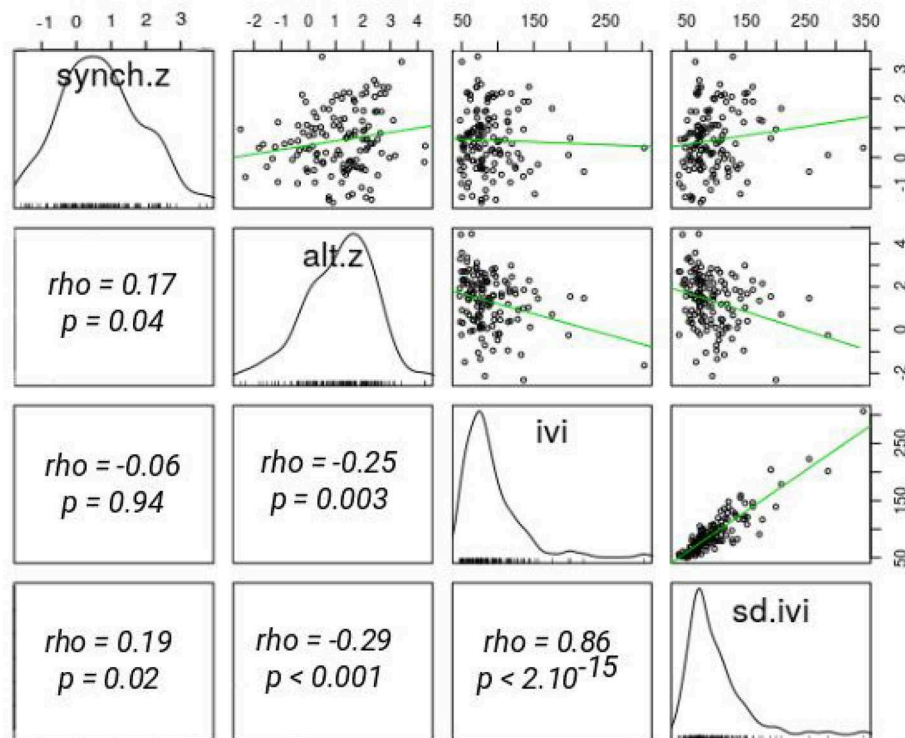 -1 0 1 2 3
-2 -1 0 1 2 3 4
50 150 250
50 150 250 350
synch.z
-1 0 1 2 3
rho = 0.17
p = 0.04
alt.z
-2 0 2 4
rho = -0.06
p = 0.94
rho = -0.25
p = 0.003
ivi
50 150 250
rho = 0.19
p = 0.02
rho = -0.29
p < 0.001
rho = 0.86
p < 2.10-15
sd.ivi